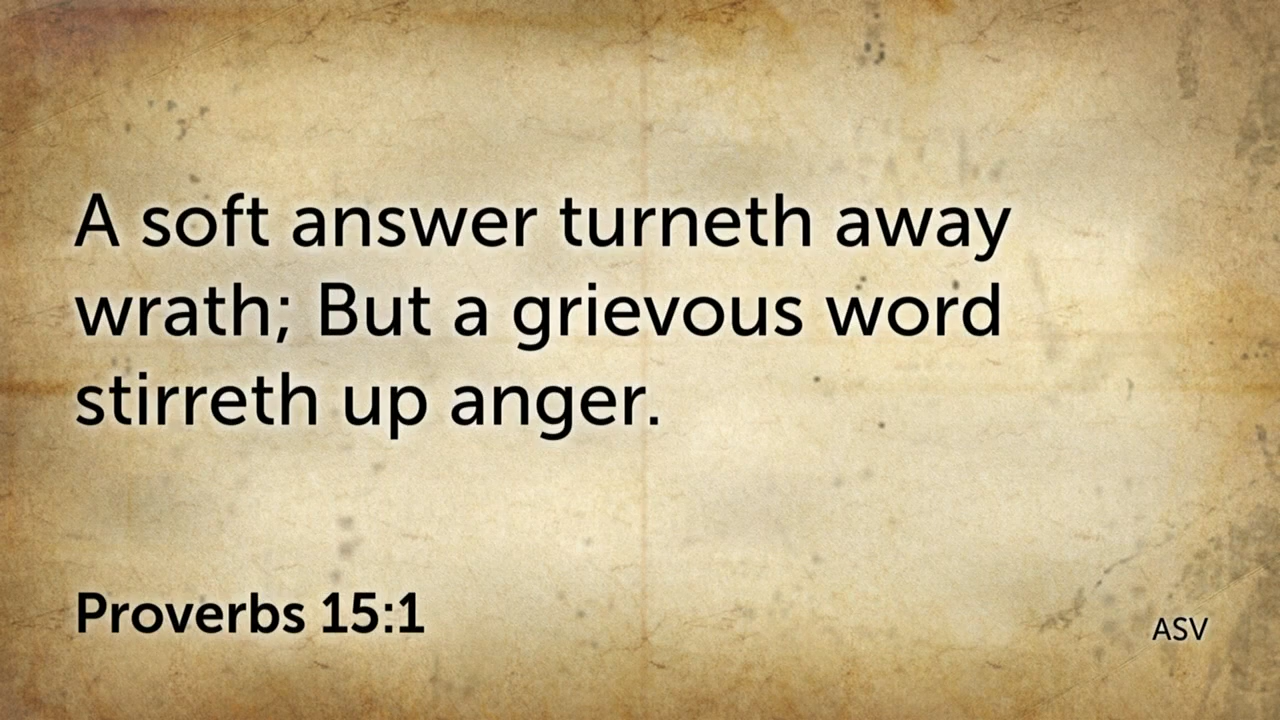 A soft answer turneth away
wrath; But a grievous word
stirreth up anger.
Proverbs 15:1
ASV